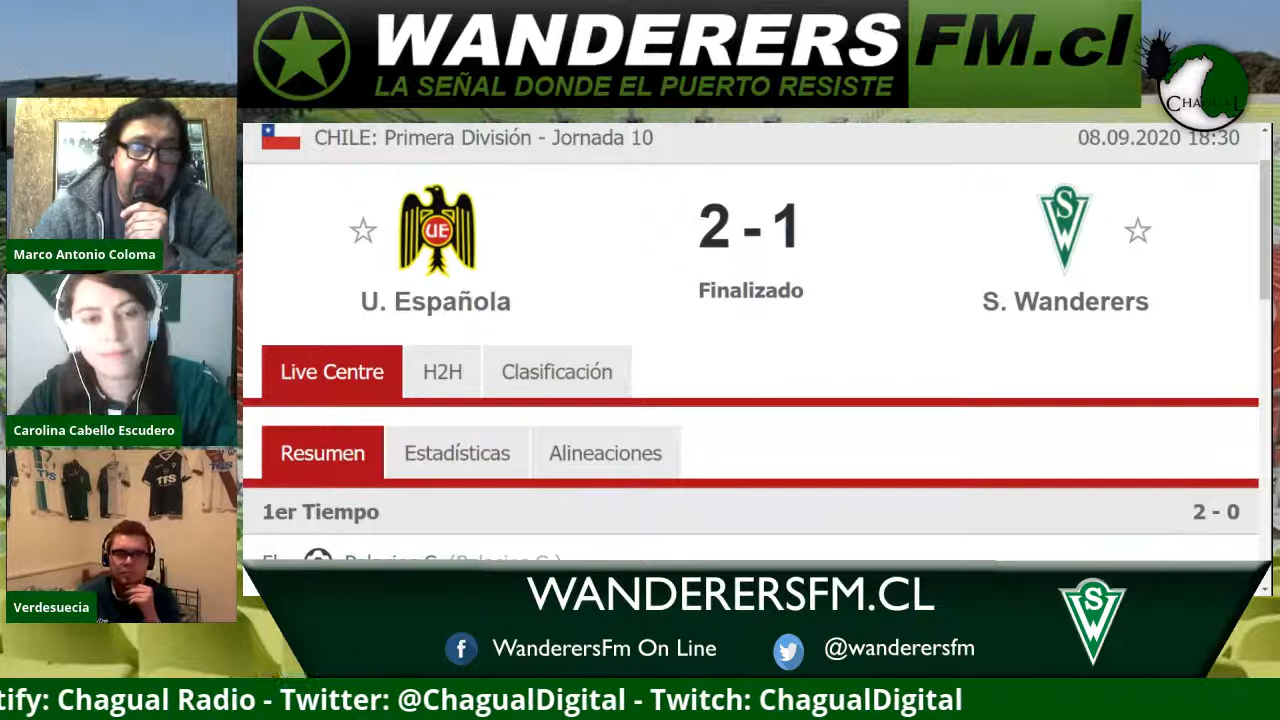 WANDERERSFM.cl
LA SEÑAL DONDE EL PUERTO RESISTE
CHAGUAL
CHILE: Primera División - Jornada 10
08.09.2020 18:30
UE
2 - 1
Finalizado
U. Española
S. Wanderers
Live Centre
H2H
Clasificación
Resumen
Estadísticas
Alineaciones
1er Tiempo
2 - 0
Marco Antonio Coloma
Carolina Cabello Escudero
TPS
Verdesuecia
WANDERERSFM.CL
WanderersFm On Line
@wanderersfm
tify: Chagual Radio - Twitter: @ChagualDigital - Twitch: ChagualDigital